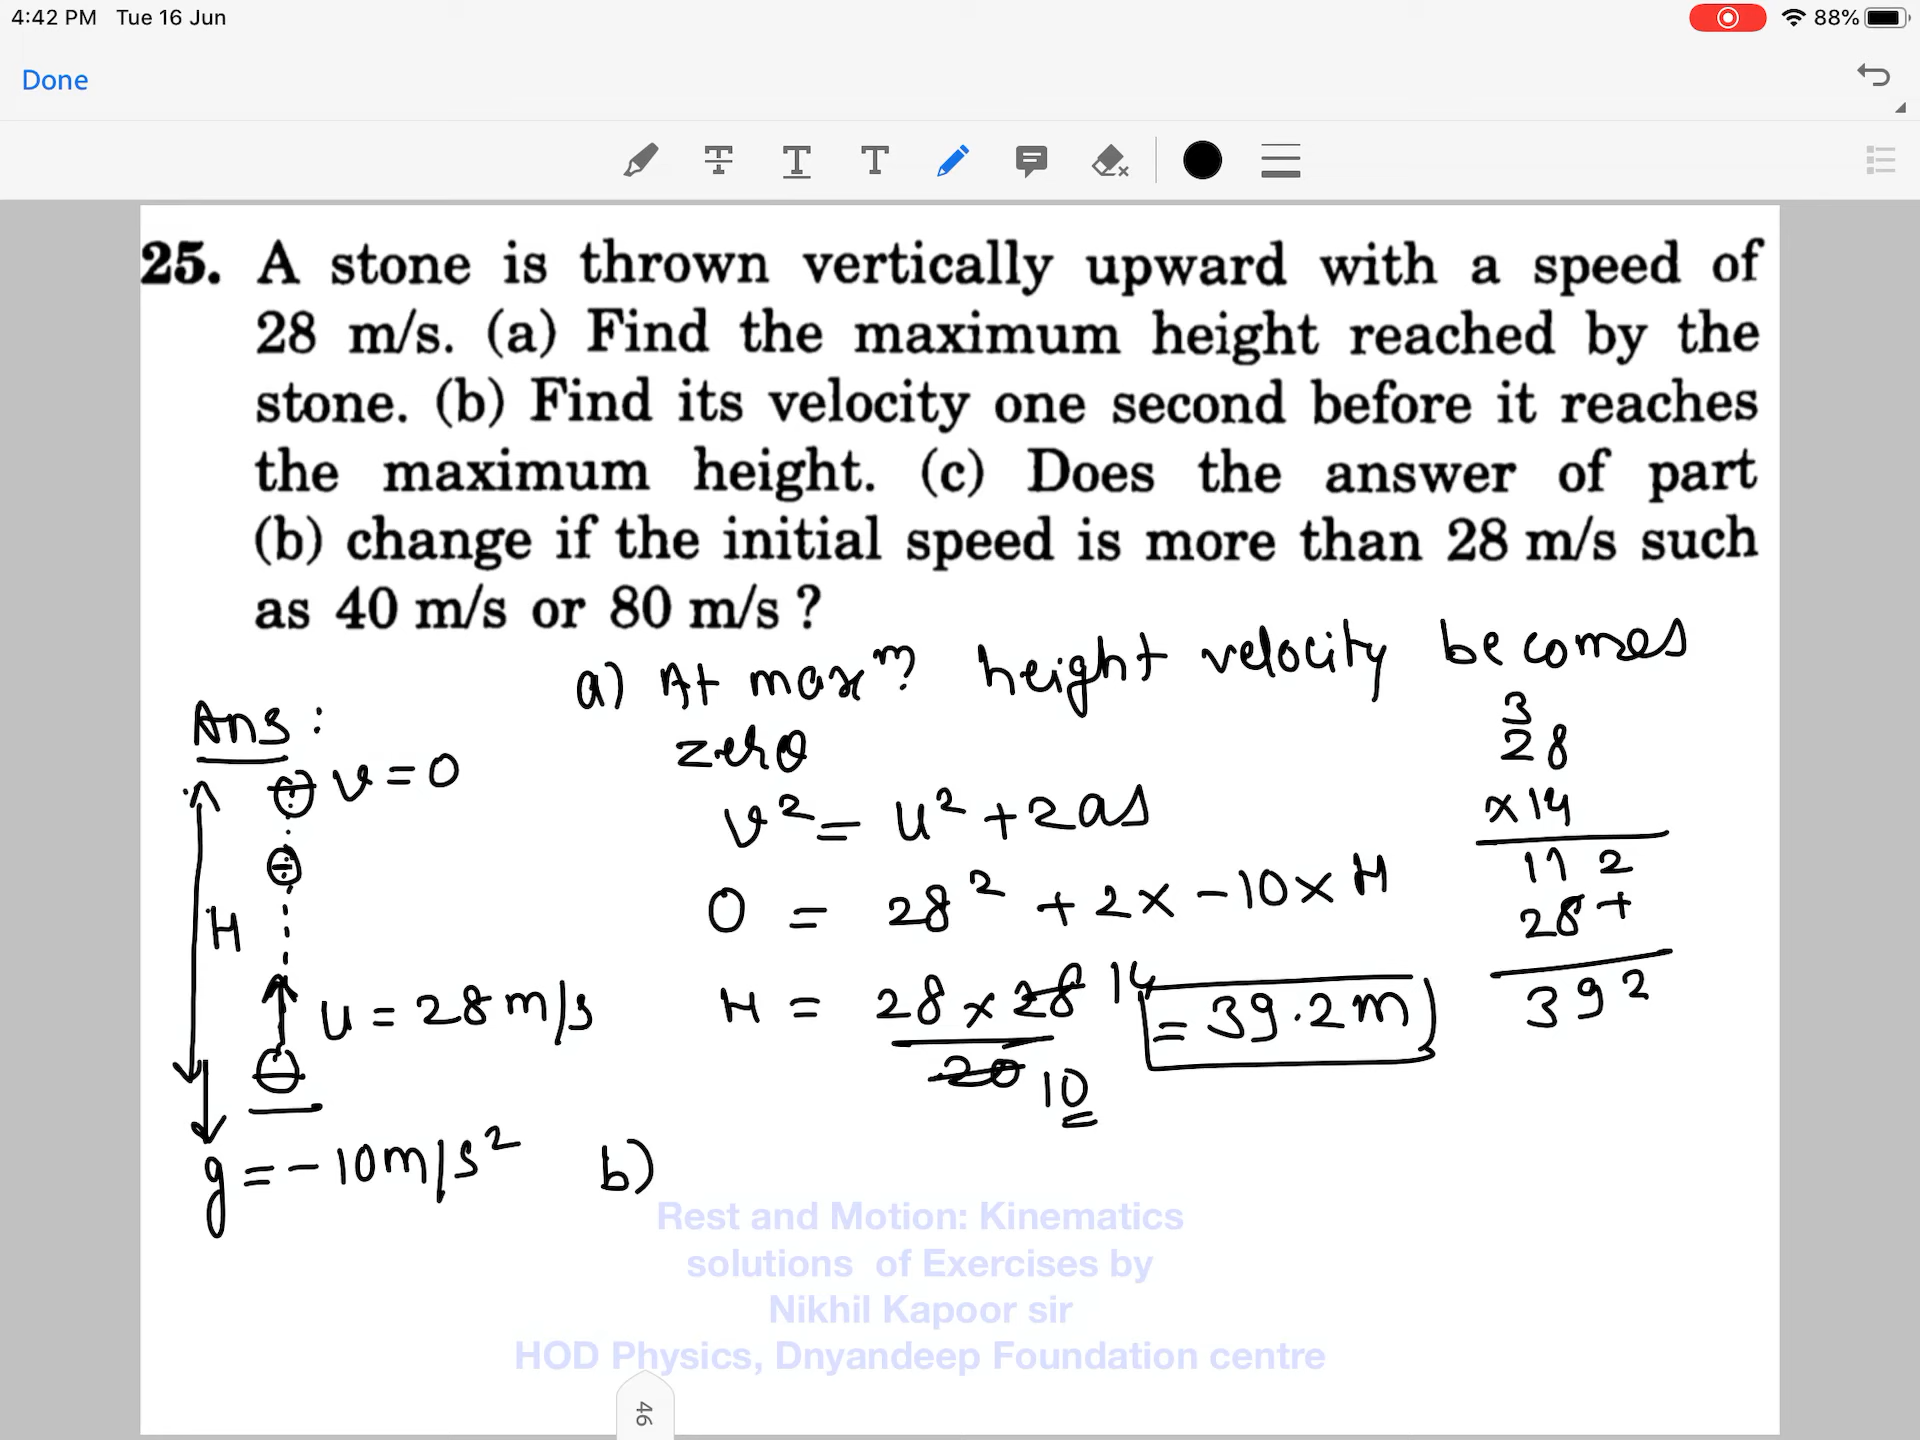 4:42 PM Tue 16 Jun
88%
Done
25. A stone is thrown vertically upward with a speed of
28 m/s. (a) Find the maximum height reached by the
stone. (b) Find its velocity one second before it reaches
the maximum height. (c) Does the answer of part
(b) change if the initial speed is more than 28 m/s such
as 40 m/s or 80 m/s ?
a) At maxᵐ height velocity becomes
zero
Ans :
v = 0
H
u = 28 m/s
g = - 10 m/s²
v² = u² + 2as
0 = 28² + 2 x - 10 x H
H = 28 x 28 14
20 10
= 39.2 m
3
28
x 14
112
28+
392
b)
Rest and Motion: Kinematics
solutions of Exercises by
Nikhil Kapoor sir
HOD Physics, Dnyandeep Foundation centre
46